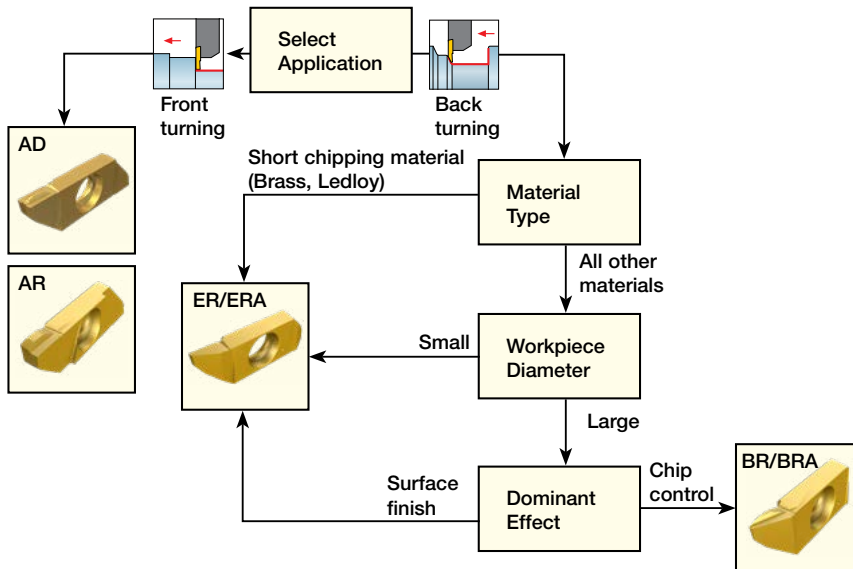 Select
Application
Front
turning
Back
turning
AD
Short chipping material
(Brass, Ledloy)
Material
Type
All other
materials
AR
ER/ERA
Small
Workpiece
Diameter
Large
Surface
finish
Dominant
Effect
Chip
control
BR/BRA